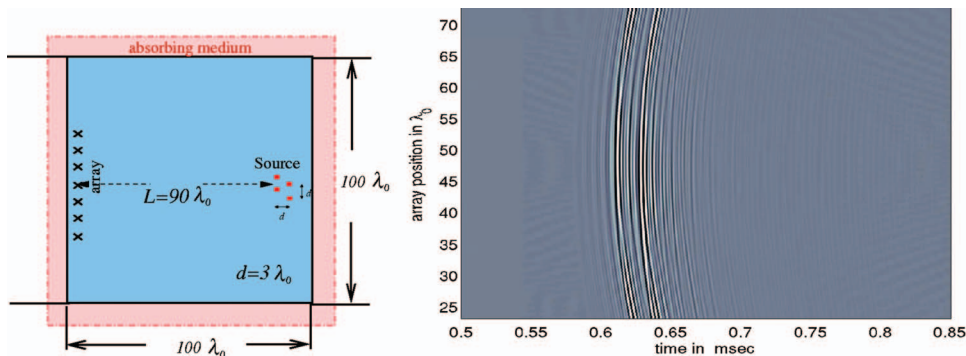 absorbing medium
array
Source
L=90 λ₀
d
d
d=3 λ₀
100 λ₀
100 λ₀
array position in λ₀
70
65
60
55
50
45
40
35
30
25
0.5
0.55
0.6
0.65
0.7
0.75
0.8
0.85
time in msec